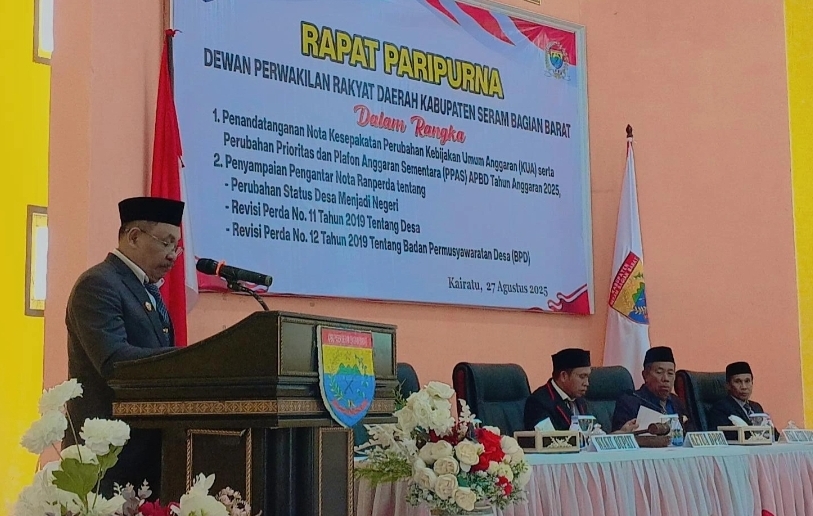 RAPAT PARIPURNA
DEWAN PERWAKILAN RAKYAT DAERAH KABUPATEN SERAM BAGIAN BARAT
Dalam Rangka
1. Penandatanganan Nota Kesepakatan Perubahan Kebijakan Umum Anggaran (KUA) serta
Perubahan Prioritas dan Plafon Anggaran Sementara (PPAS) APBD Tahun Anggaran 2025,
2. Penyampaian Pengantar Nota Ranperda tentang
- Perubahan Status Desa Menjadi Negeri
- Revisi Perda No. 11 Tahun 2019 Tentang Desa
- Revisi Perda No. 12 Tahun 2019 Tentang Badan Permusyawaratan Desa (BPD)
Kairatu, 27 Agustus 2025